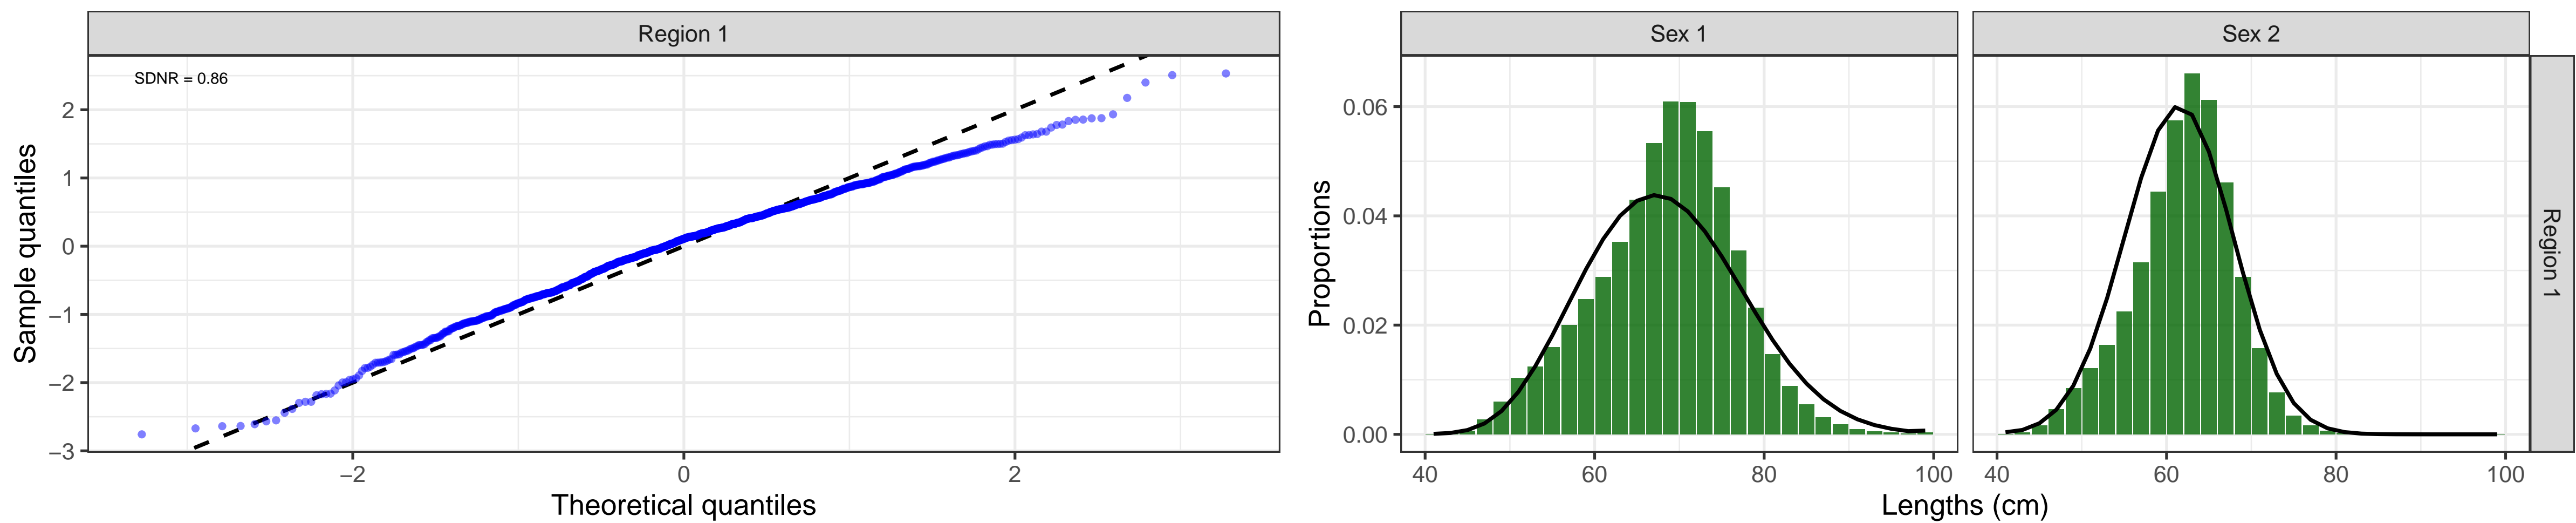 Region 1
SDNR = 0.86
Sample quantiles
2
1
0
−1
−2
−3
−2 0 2
Theoretical quantiles
Sex 1 Sex 2
Region 1
Proportions
0.06
0.04
0.02
0.00
40 60 80 100 40 60 80 100
Lengths (cm)